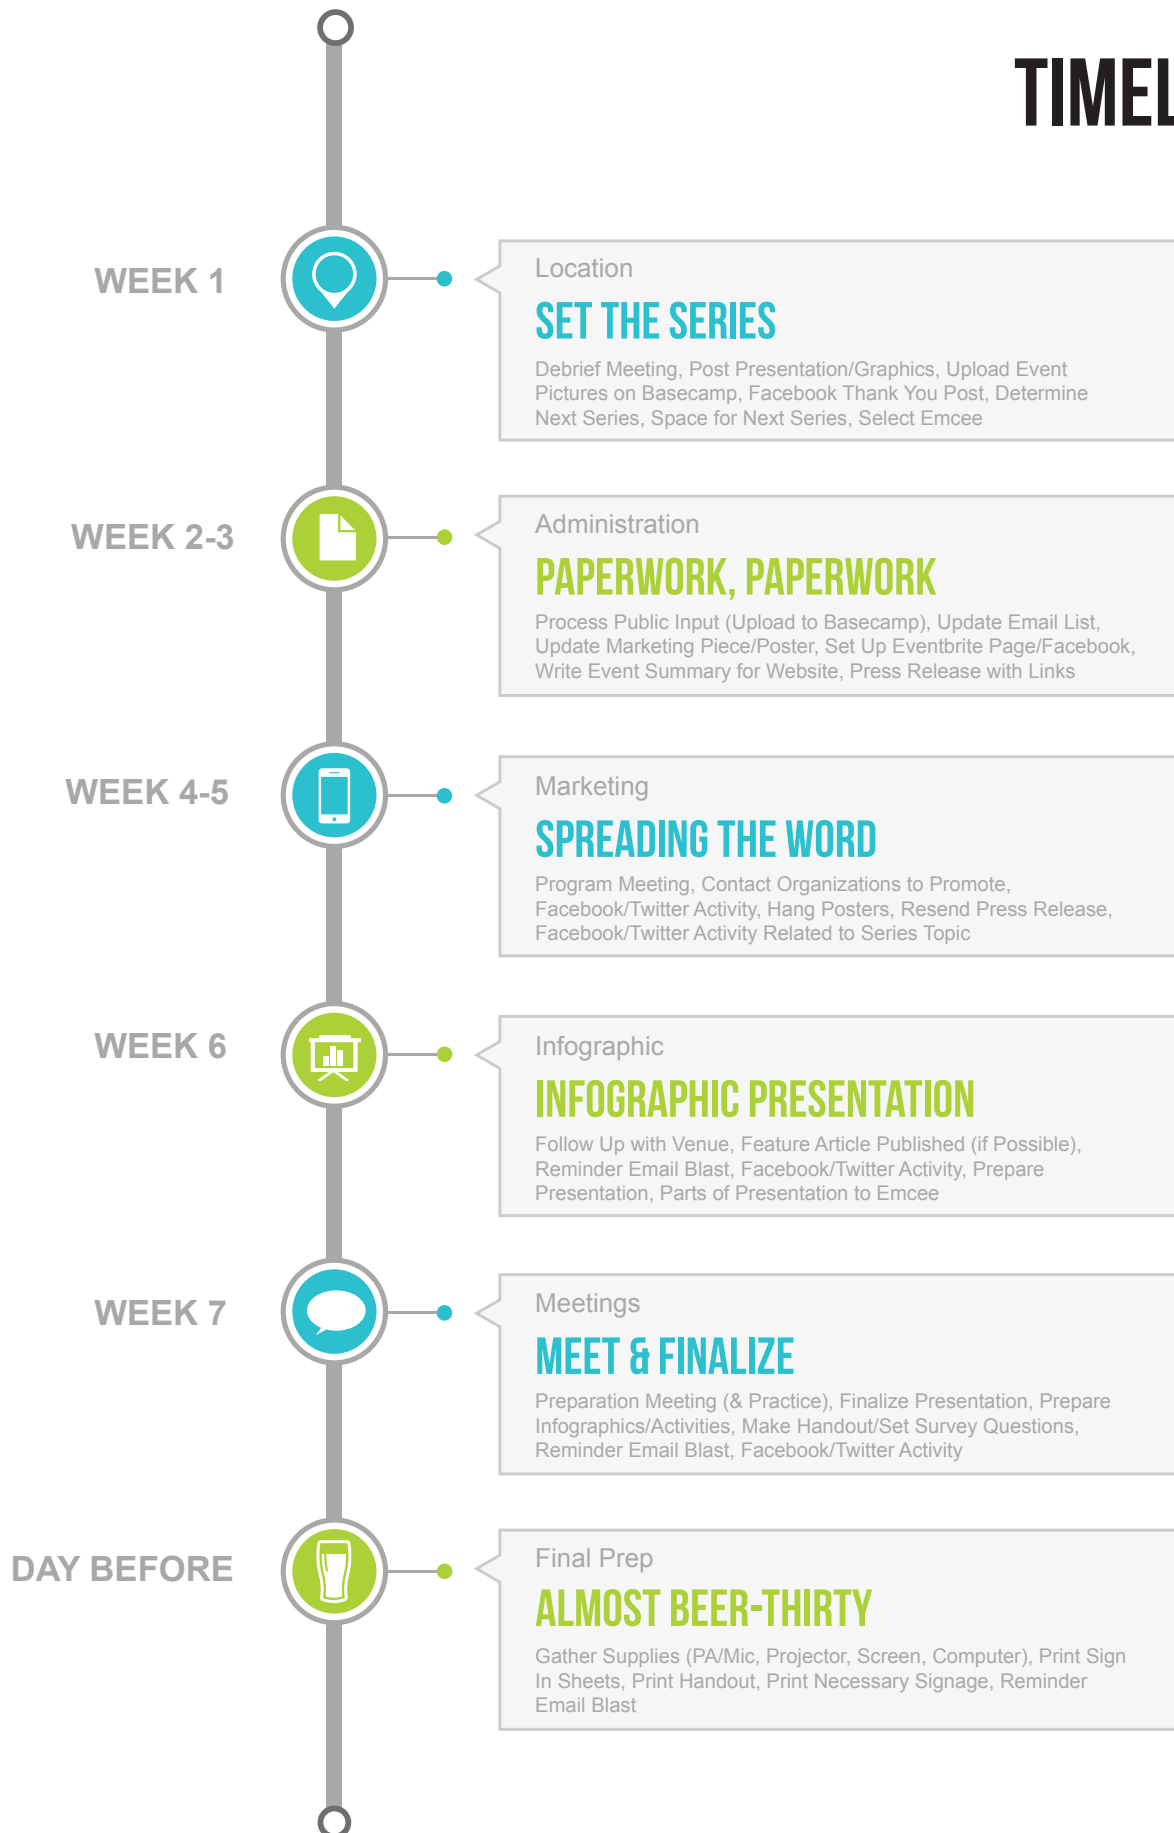 TIMEL
WEEK 1
Location
SET THE SERIES
Debrief Meeting, Post Presentation/Graphics, Upload Event
Pictures on Basecamp, Facebook Thank You Post, Determine
Next Series, Space for Next Series, Select Emcee
WEEK 2-3
Administration
PAPERWORK, PAPERWORK
Process Public Input (Upload to Basecamp), Update Email List,
Update Marketing Piece/Poster, Set Up Eventbrite Page/Facebook,
Write Event Summary for Website, Press Release with Links
WEEK 4-5
Marketing
SPREADING THE WORD
Program Meeting, Contact Organizations to Promote,
Facebook/Twitter Activity, Hang Posters, Resend Press Release,
Facebook/Twitter Activity Related to Series Topic
WEEK 6
Infographic
INFOGRAPHIC PRESENTATION
Follow Up with Venue, Feature Article Published (if Possible),
Reminder Email Blast, Facebook/Twitter Activity, Prepare
Presentation, Parts of Presentation to Emcee
WEEK 7
Meetings
MEET & FINALIZE
Preparation Meeting (& Practice), Finalize Presentation, Prepare
Infographics/Activities, Make Handout/Set Survey Questions,
Reminder Email Blast, Facebook/Twitter Activity
DAY BEFORE
Final Prep
ALMOST BEER-THIRTY
Gather Supplies (PA/Mic, Projector, Screen, Computer), Print Sign
In Sheets, Print Handout, Print Necessary Signage, Reminder
Email Blast